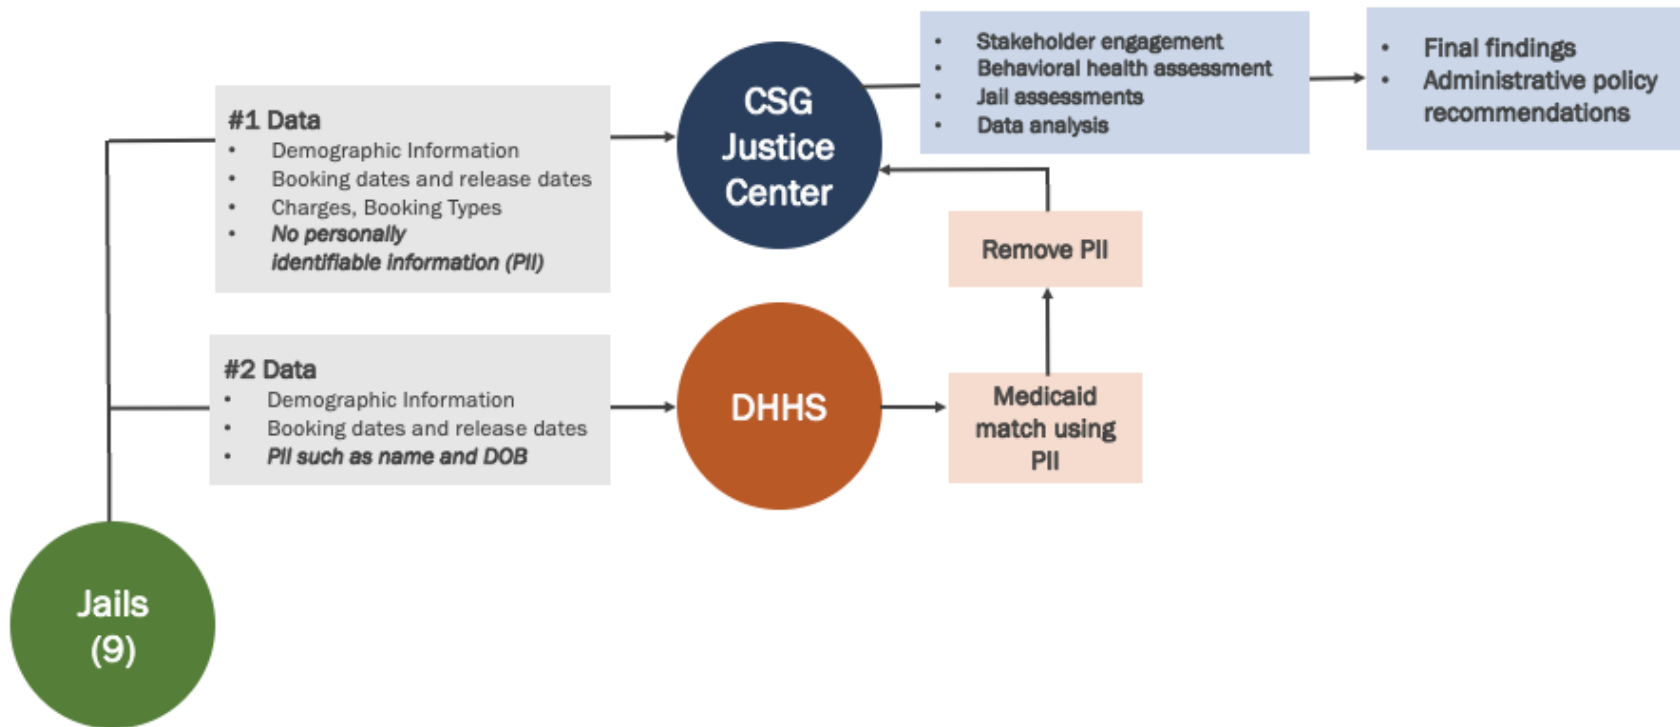 #1 Data
• Demographic Information
• Booking dates and release dates
• Charges, Booking Types
• No personally
identifiable information (PII)
CSG
Justice
Center
• Stakeholder engagement
• Behavioral health assessment
• Jail assessments
• Data analysis
• Final findings
• Administrative policy
recommendations
Remove PII
#2 Data
• Demographic Information
• Booking dates and release dates
• PII such as name and DOB
DHHS
Medicaid
match using
PII
Jails
(9)